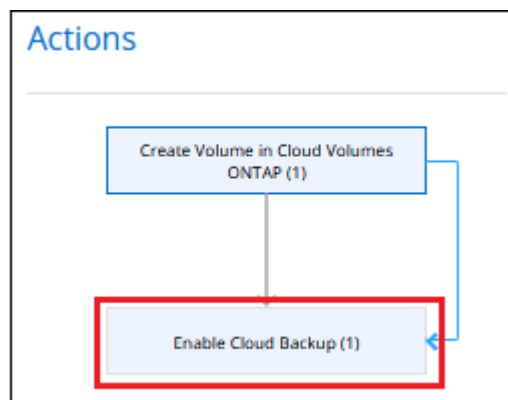 Actions
Create Volume in Cloud Volumes
ONTAP (1)
Enable Cloud Backup (1)